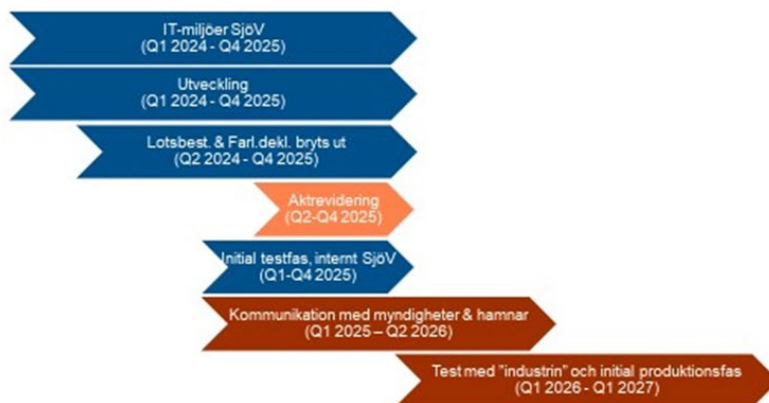 IT-miljöer SjöV
(Q1 2024 - Q4 2025)
Utveckling
(Q1 2024 - Q4 2025)
Lotsbest. & Farl.dekl. bryts ut
(Q2 2024 - Q4 2025)
Aktrevidering
(Q2-Q4 2025)
Initial testfas, internt SjöV
(Q1-Q4 2025)
Kommunikation med myndigheter & hamnar
(Q1 2025 – Q2 2026)
Test med "industrin" och initial produktionsfas
(Q1 2026 - Q1 2027)